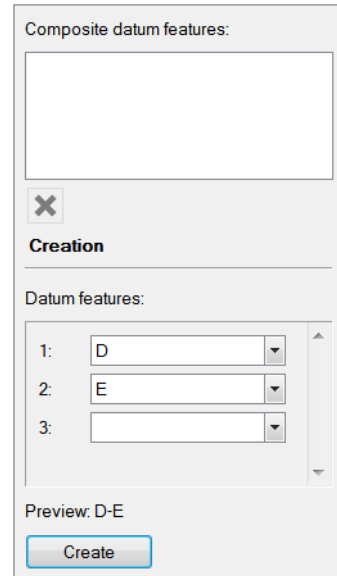 Composite datum features:
Creation
Datum features:
1: D
2: E
3:
Preview: D-E
Create